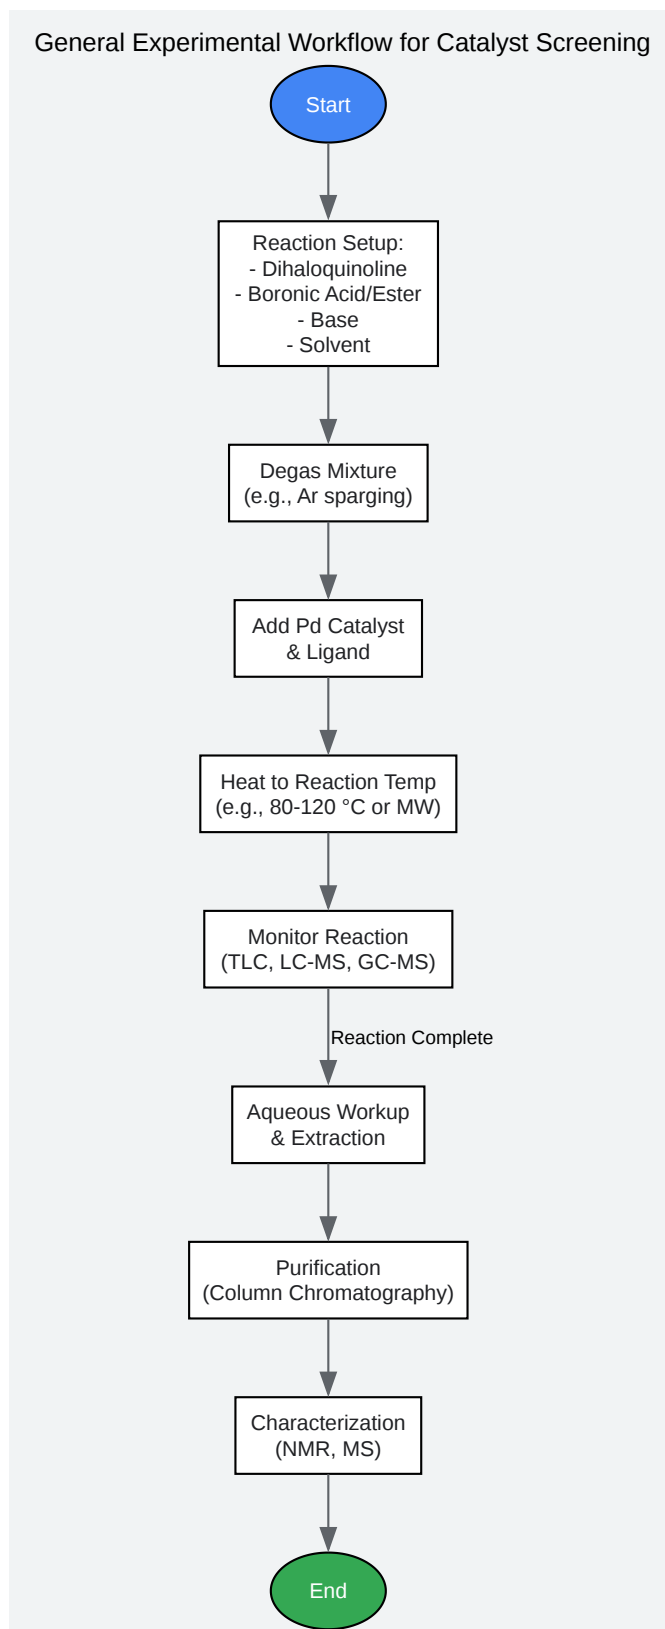 General Experimental Workflow for Catalyst Screening
Start
Reaction Setup:
- Dihaloquinoline
- Boronic Acid/Ester
- Base
- Solvent
Degas Mixture
(e.g., Ar sparging)
Add Pd Catalyst
& Ligand
Heat to Reaction Temp
(e.g., 80-120 °C or MW)
Monitor Reaction
(TLC, LC-MS, GC-MS)
Reaction Complete
Aqueous Workup
& Extraction
Purification
(Column Chromatography)
Characterization
(NMR, MS)
End